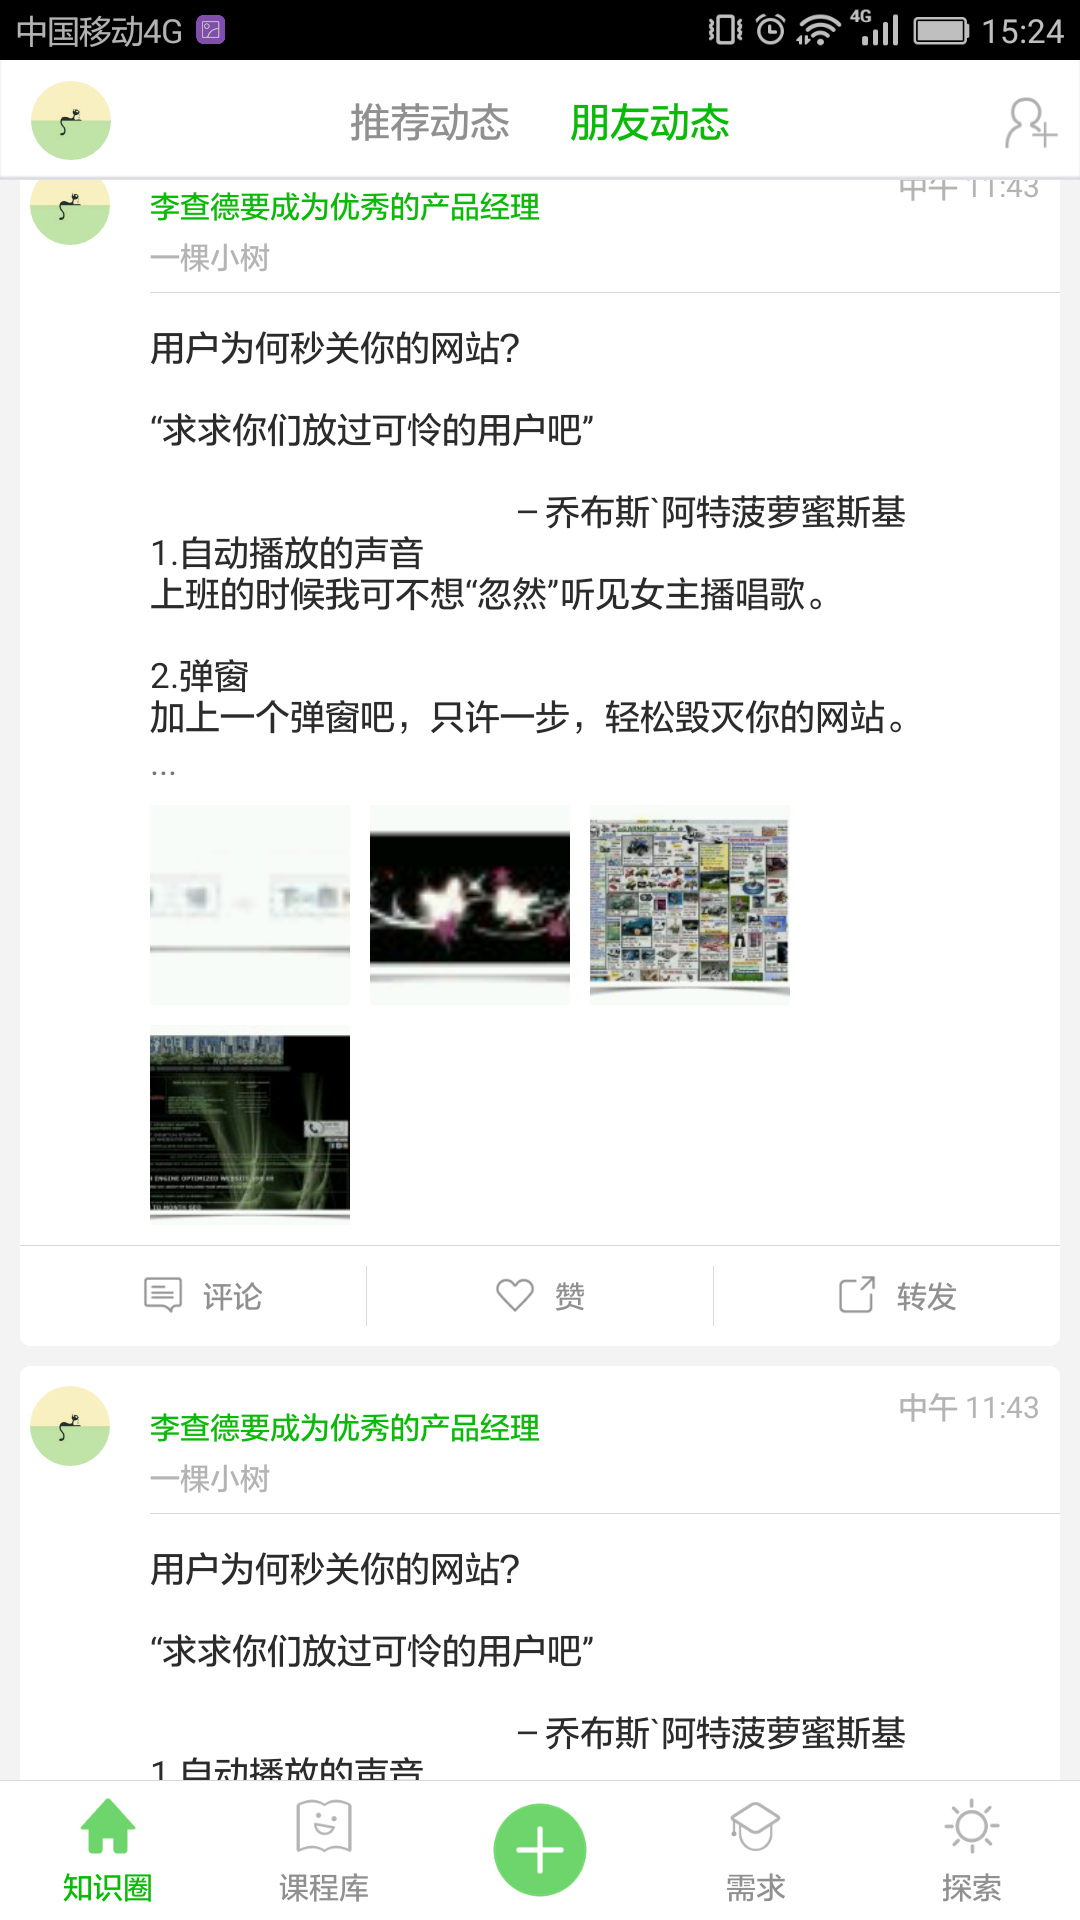 中国移动4G
4G
15:24
推荐动态
朋友动态
中午 11:43
李查德要成为优秀的产品经理
一棵小树
用户为何秒关你的网站?
“求求你们放过可怜的用户吧”
– 乔布斯`阿特菠萝蜜斯基
1.自动播放的声音
上班的时候我可不想“忽然”听见女主播唱歌。
2.弹窗
加上一个弹窗吧，只许一步，轻松毁灭你的网站。
...
评论
赞
转发
中午 11:43
李查德要成为优秀的产品经理
一棵小树
用户为何秒关你的网站?
“求求你们放过可怜的用户吧”
– 乔布斯`阿特菠萝蜜斯基
1.自动播放的声音
知识圈
课程库
需求
探索